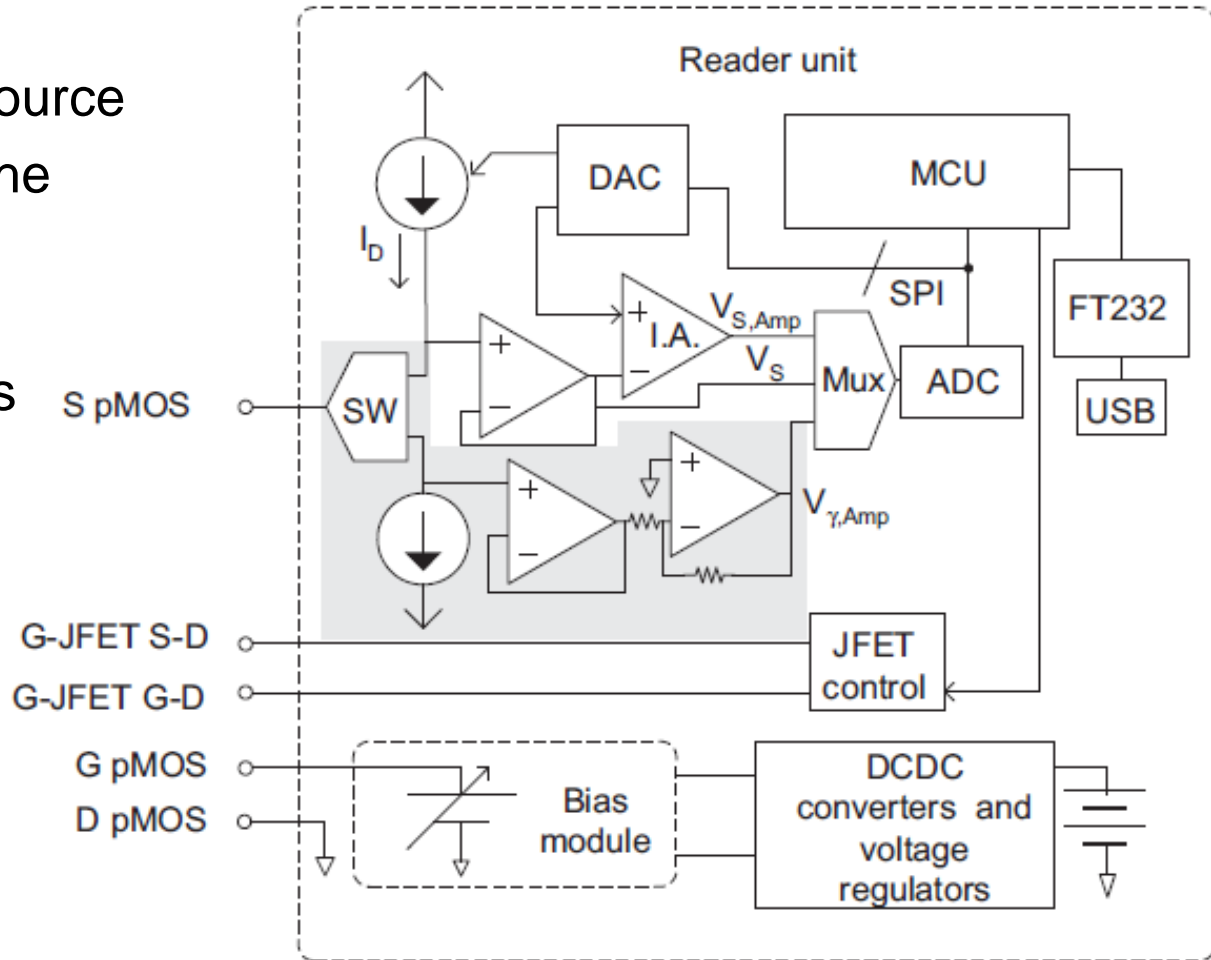 ource
ne
s
Reader unit
DAC
MCU
I_D
SPI
FT232
+
I.A.
−
V_S,Amp
V_S
Mux
ADC
USB
S pMOS
SW
+
−
+
−
+
−
V_γ,Amp
G-JFET S-D
G-JFET G-D
JFET
control
G pMOS
D pMOS
Bias
module
DCDC
converters and
voltage
regulators